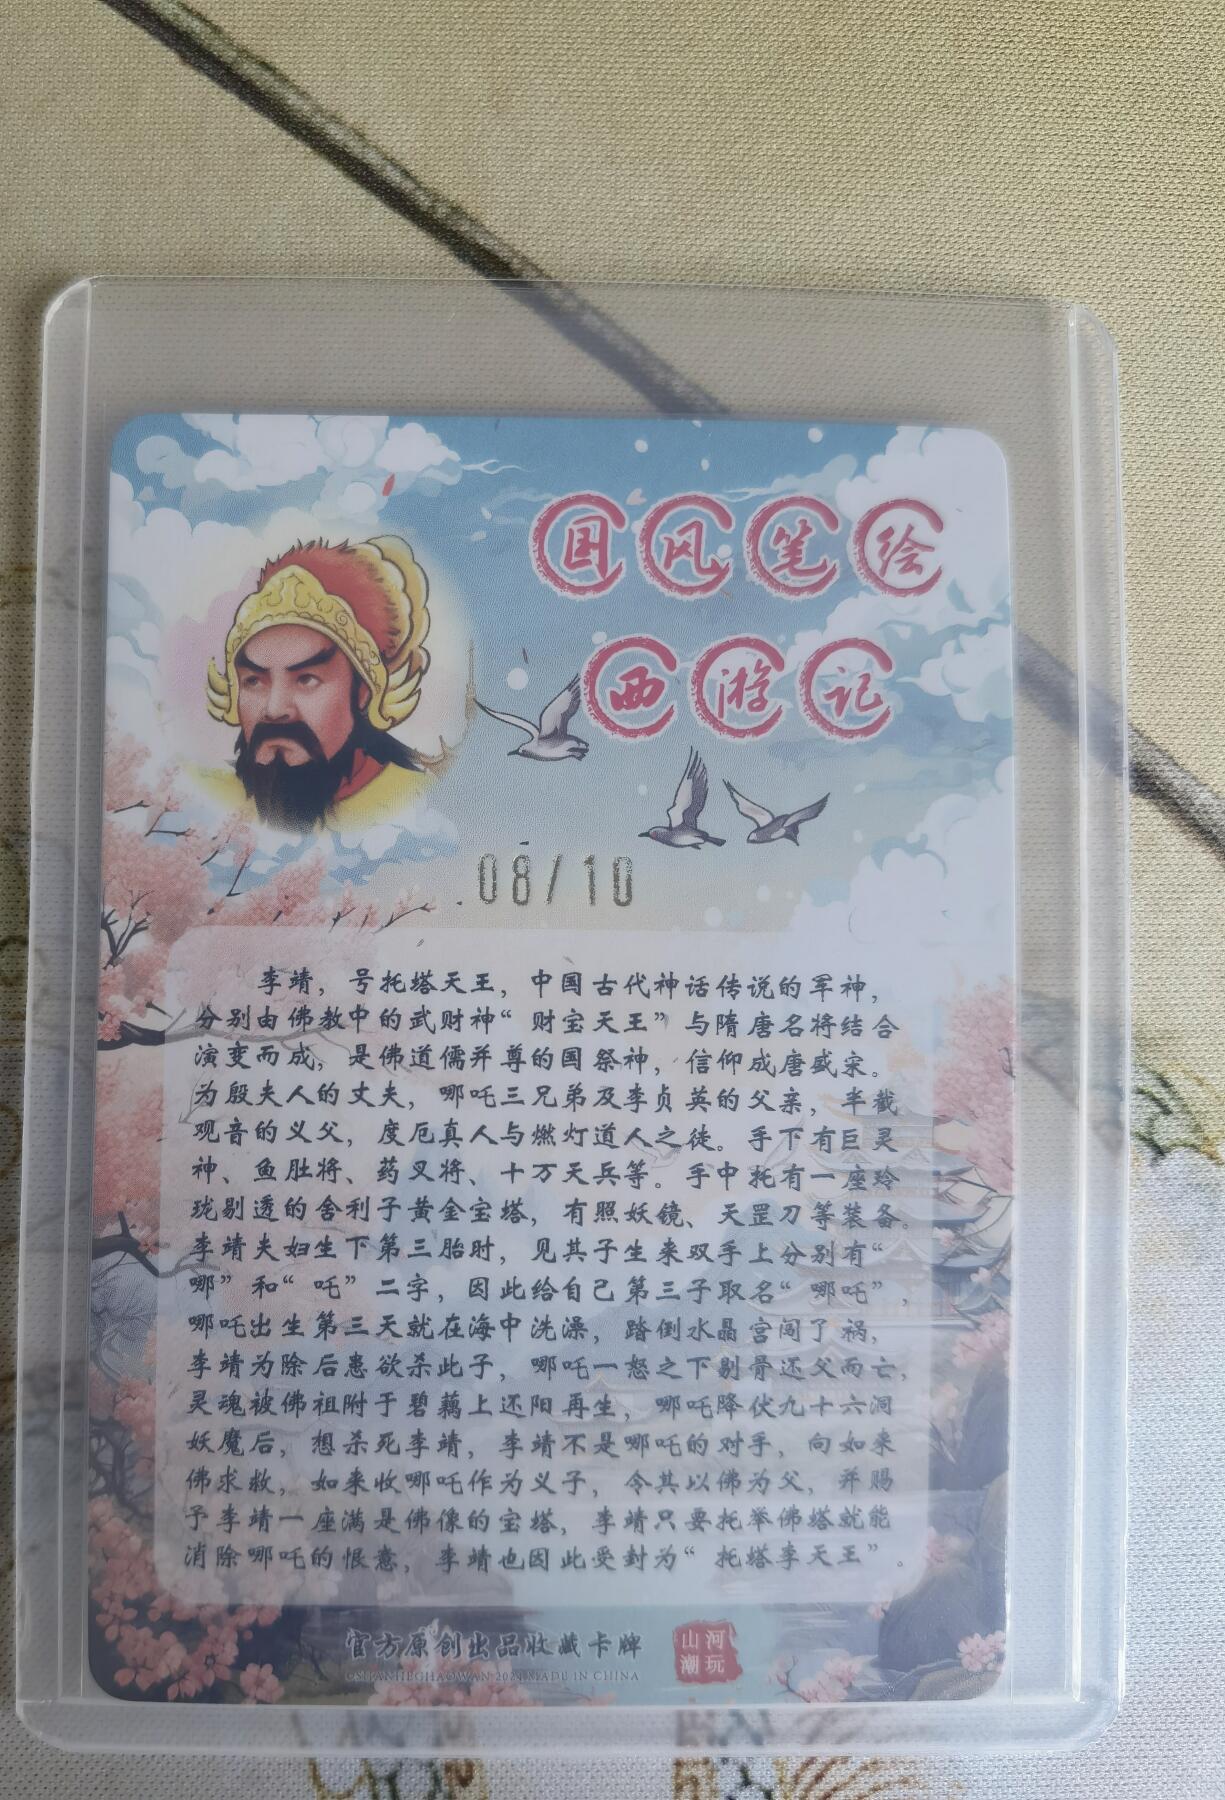 国风笔绘
西游记
08/10
李靖，号托塔天王，中国古代神话传说的军神，
分别由佛教中的武财神“财宝天王”与隋唐名将结合
演变而成，是佛道儒并尊的国祭神，信仰成唐盛宋。
为殷夫人的丈夫，哪吒三兄弟及李贞英的父亲，半截
观音的义父，度厄真人与燃灯道人之徒。手下有巨灵
神、鱼肚将、药叉将、十万天兵等。手中托有一座玲
珑剔透的舍利子黄金宝塔，有照妖镜、天罡刀等装备。
李靖夫妇生下第三胎时，见其子生来双手上分别有“
哪”和“吒”二字，因此给自己第三子取名“哪吒”，
哪吒出生第三天就在海中洗澡，踏倒水晶宫闯了祸，
李靖为除后患欲杀此子，哪吒一怒之下剔骨还父而亡，
灵魂被佛祖附于碧藕上还阳再生，哪吒降伏九十六洞
妖魔后，想杀死李靖，李靖不是哪吒的对手，向如来
佛求救，如来收哪吒作为义子，令其以佛为父，并赐
予李靖一座满是佛像的宝塔，李靖只要托举佛塔就能
消除哪吒的恨意，李靖也因此受封为“托塔李天王”。
官方原创出品收藏卡牌
MADE IN CHINA
山河
潮玩